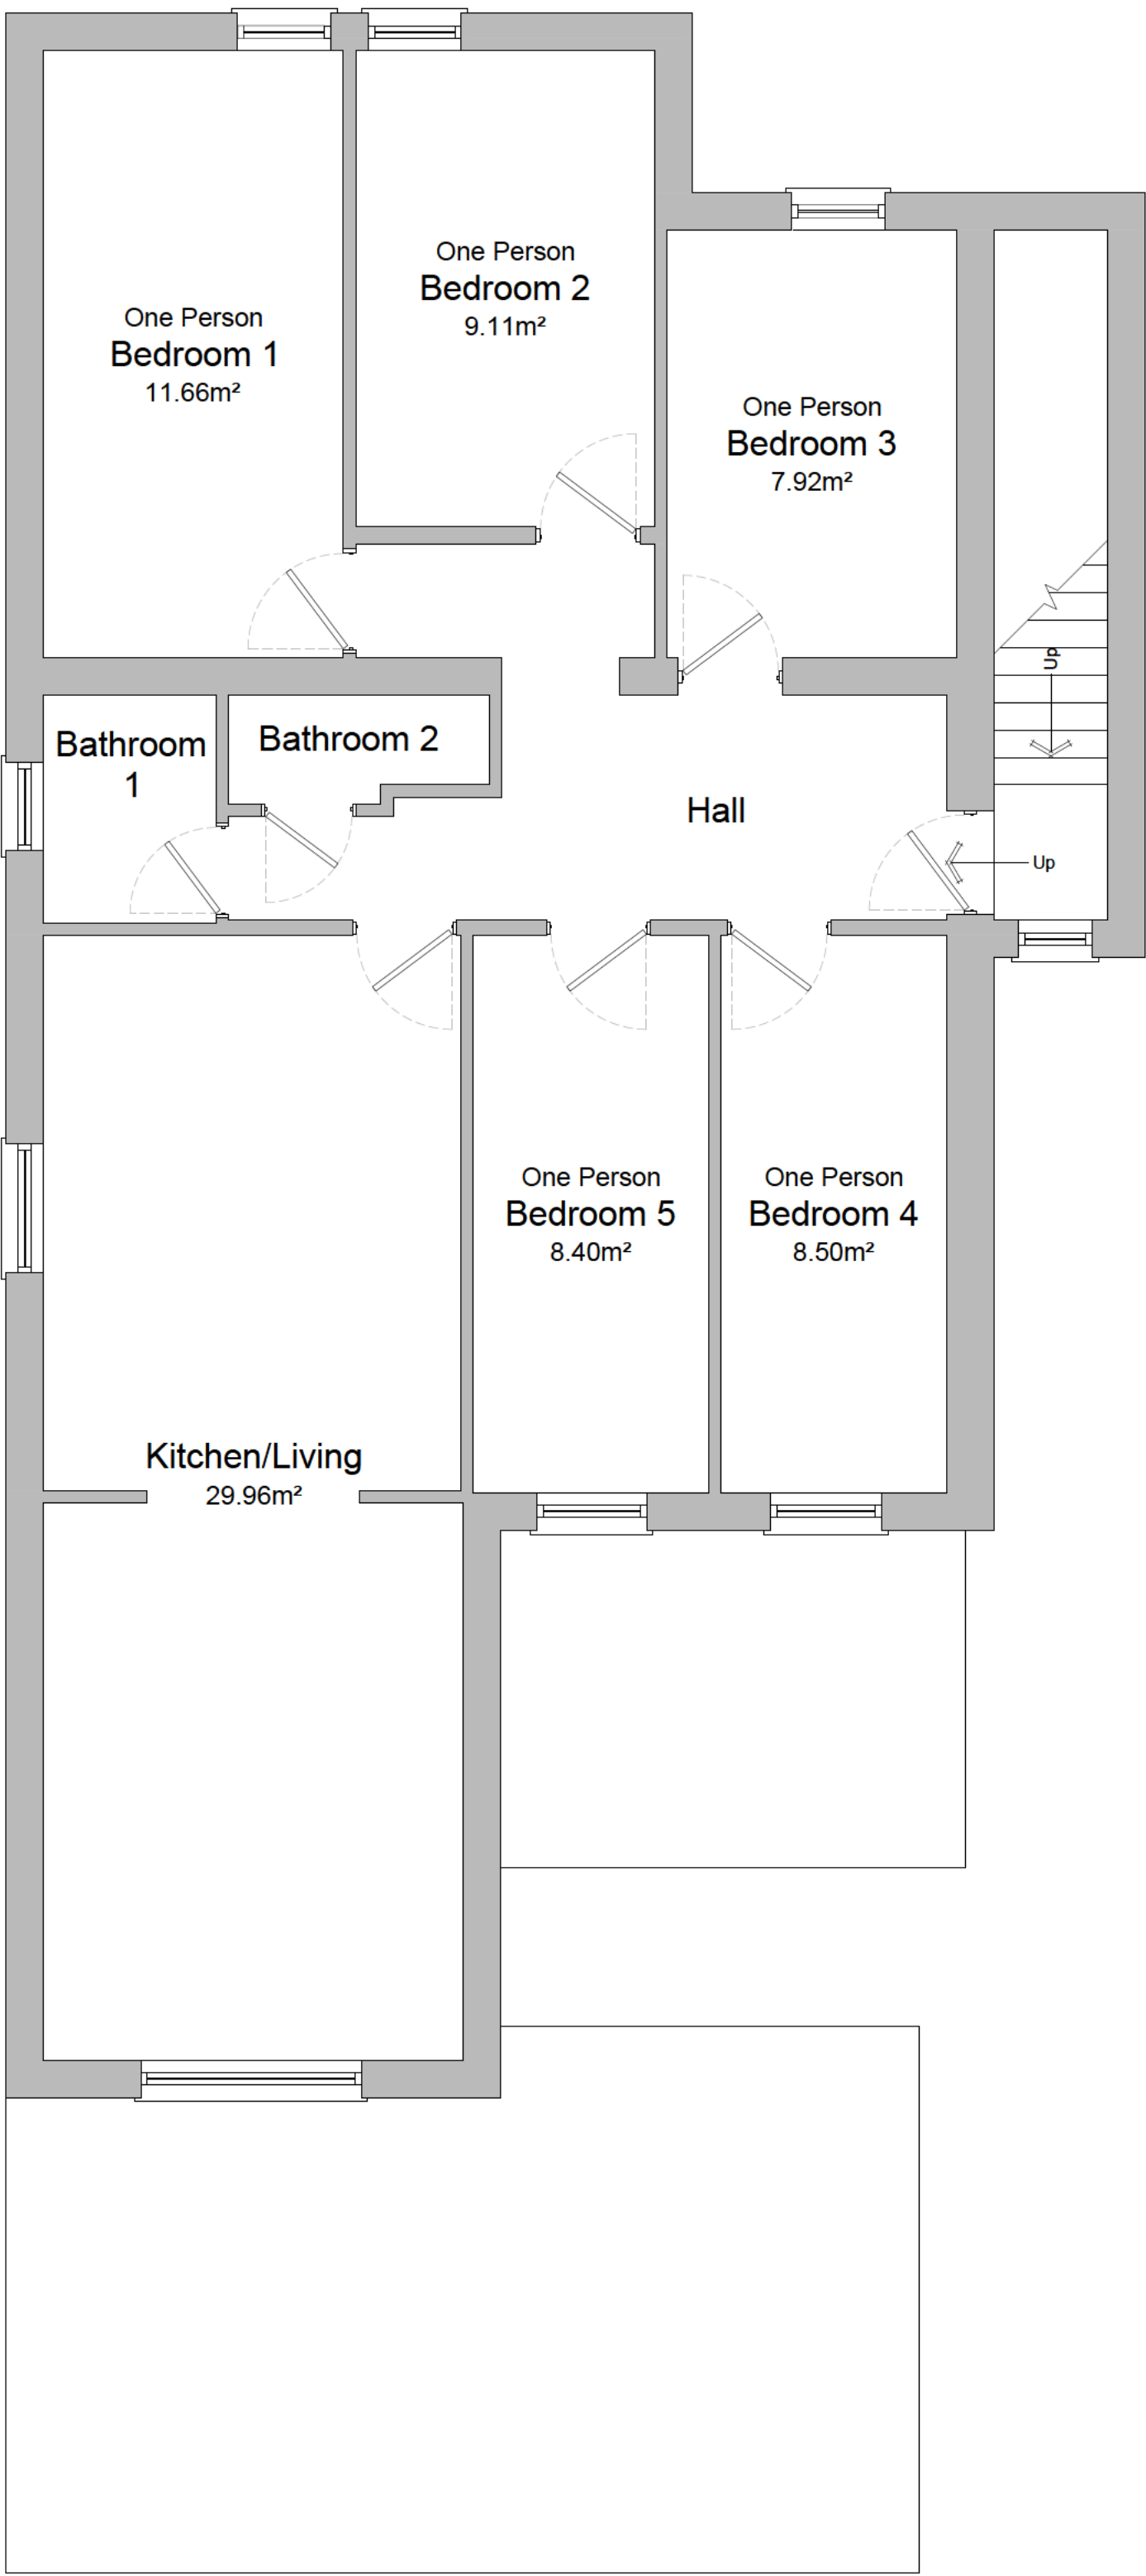 One Person
Bedroom 1
11.66m²
One Person
Bedroom 2
9.11m²
One Person
Bedroom 3
7.92m²
Up
Bathroom
1
Bathroom 2
Hall
Up
One Person
Bedroom 5
8.40m²
One Person
Bedroom 4
8.50m²
Kitchen/Living
29.96m²